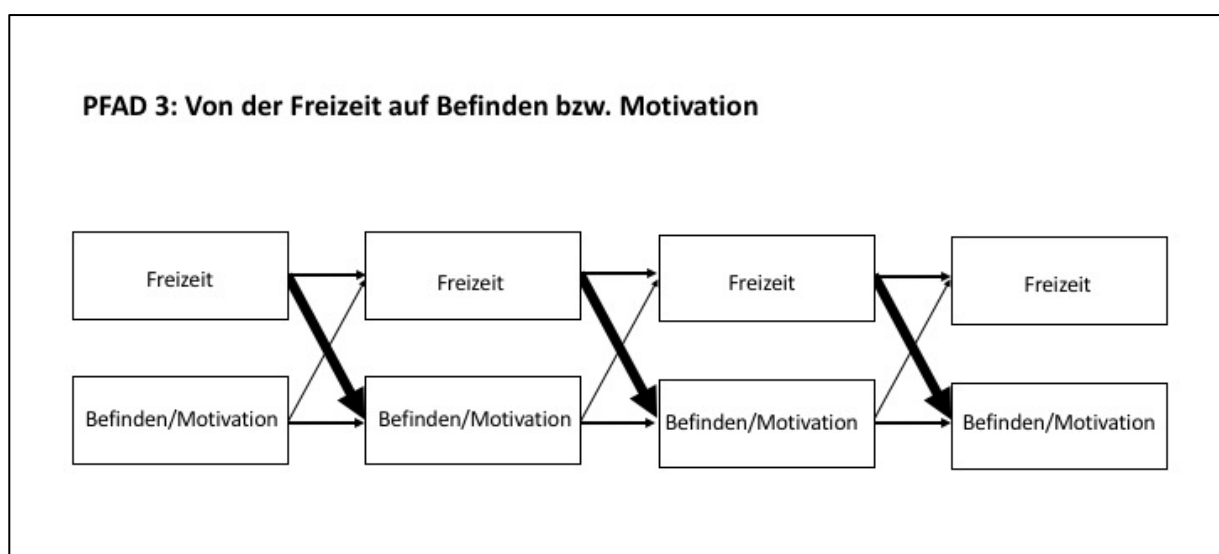 PFAD 3: Von der Freizeit auf Befinden bzw. Motivation
Freizeit
Freizeit
Freizeit
Freizeit
Befinden/Motivation
Befinden/Motivation
Befinden/Motivation
Befinden/Motivation